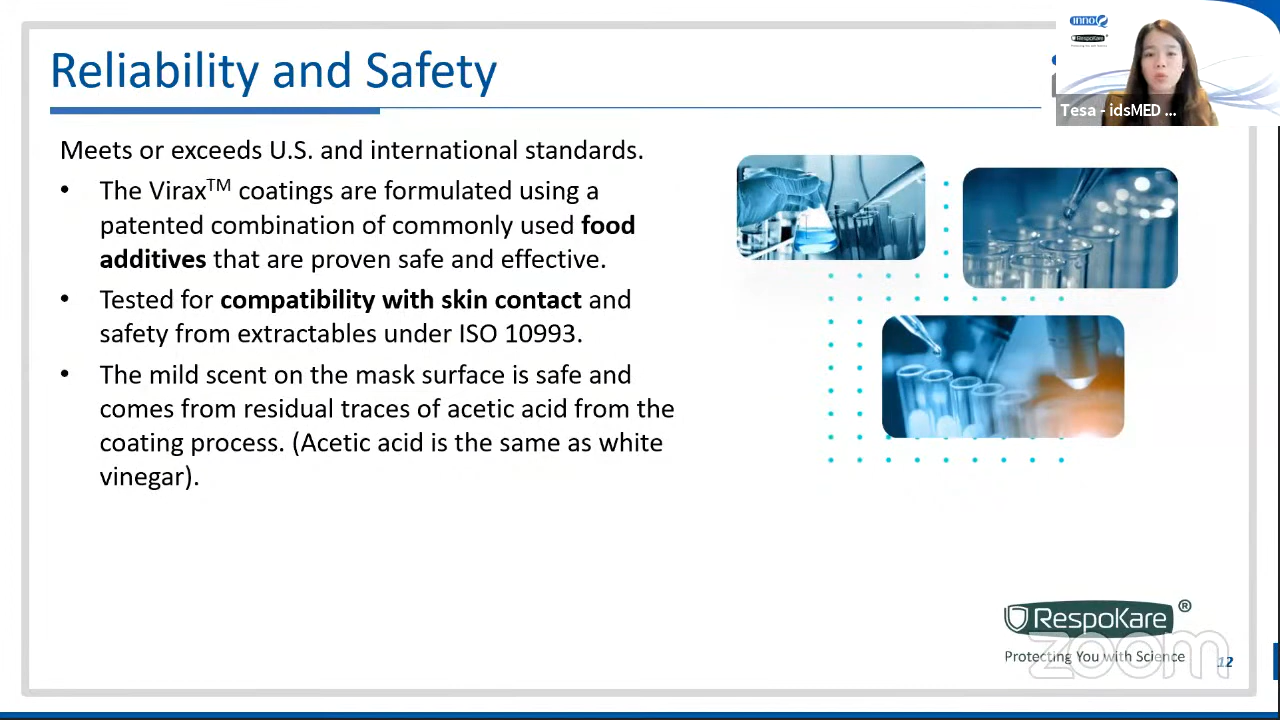 Reliability and Safety
innoQ
RespoKare
Tesa - idsMED ...
Meets or exceeds U.S. and international standards.
• The Virax™ coatings are formulated using a
patented combination of commonly used food
additives that are proven safe and effective.
• Tested for compatibility with skin contact and
safety from extractables under ISO 10993.
• The mild scent on the mask surface is safe and
comes from residual traces of acetic acid from the
coating process. (Acetic acid is the same as white
vinegar).
RespoKare®
zoom
Protecting You with Science
12